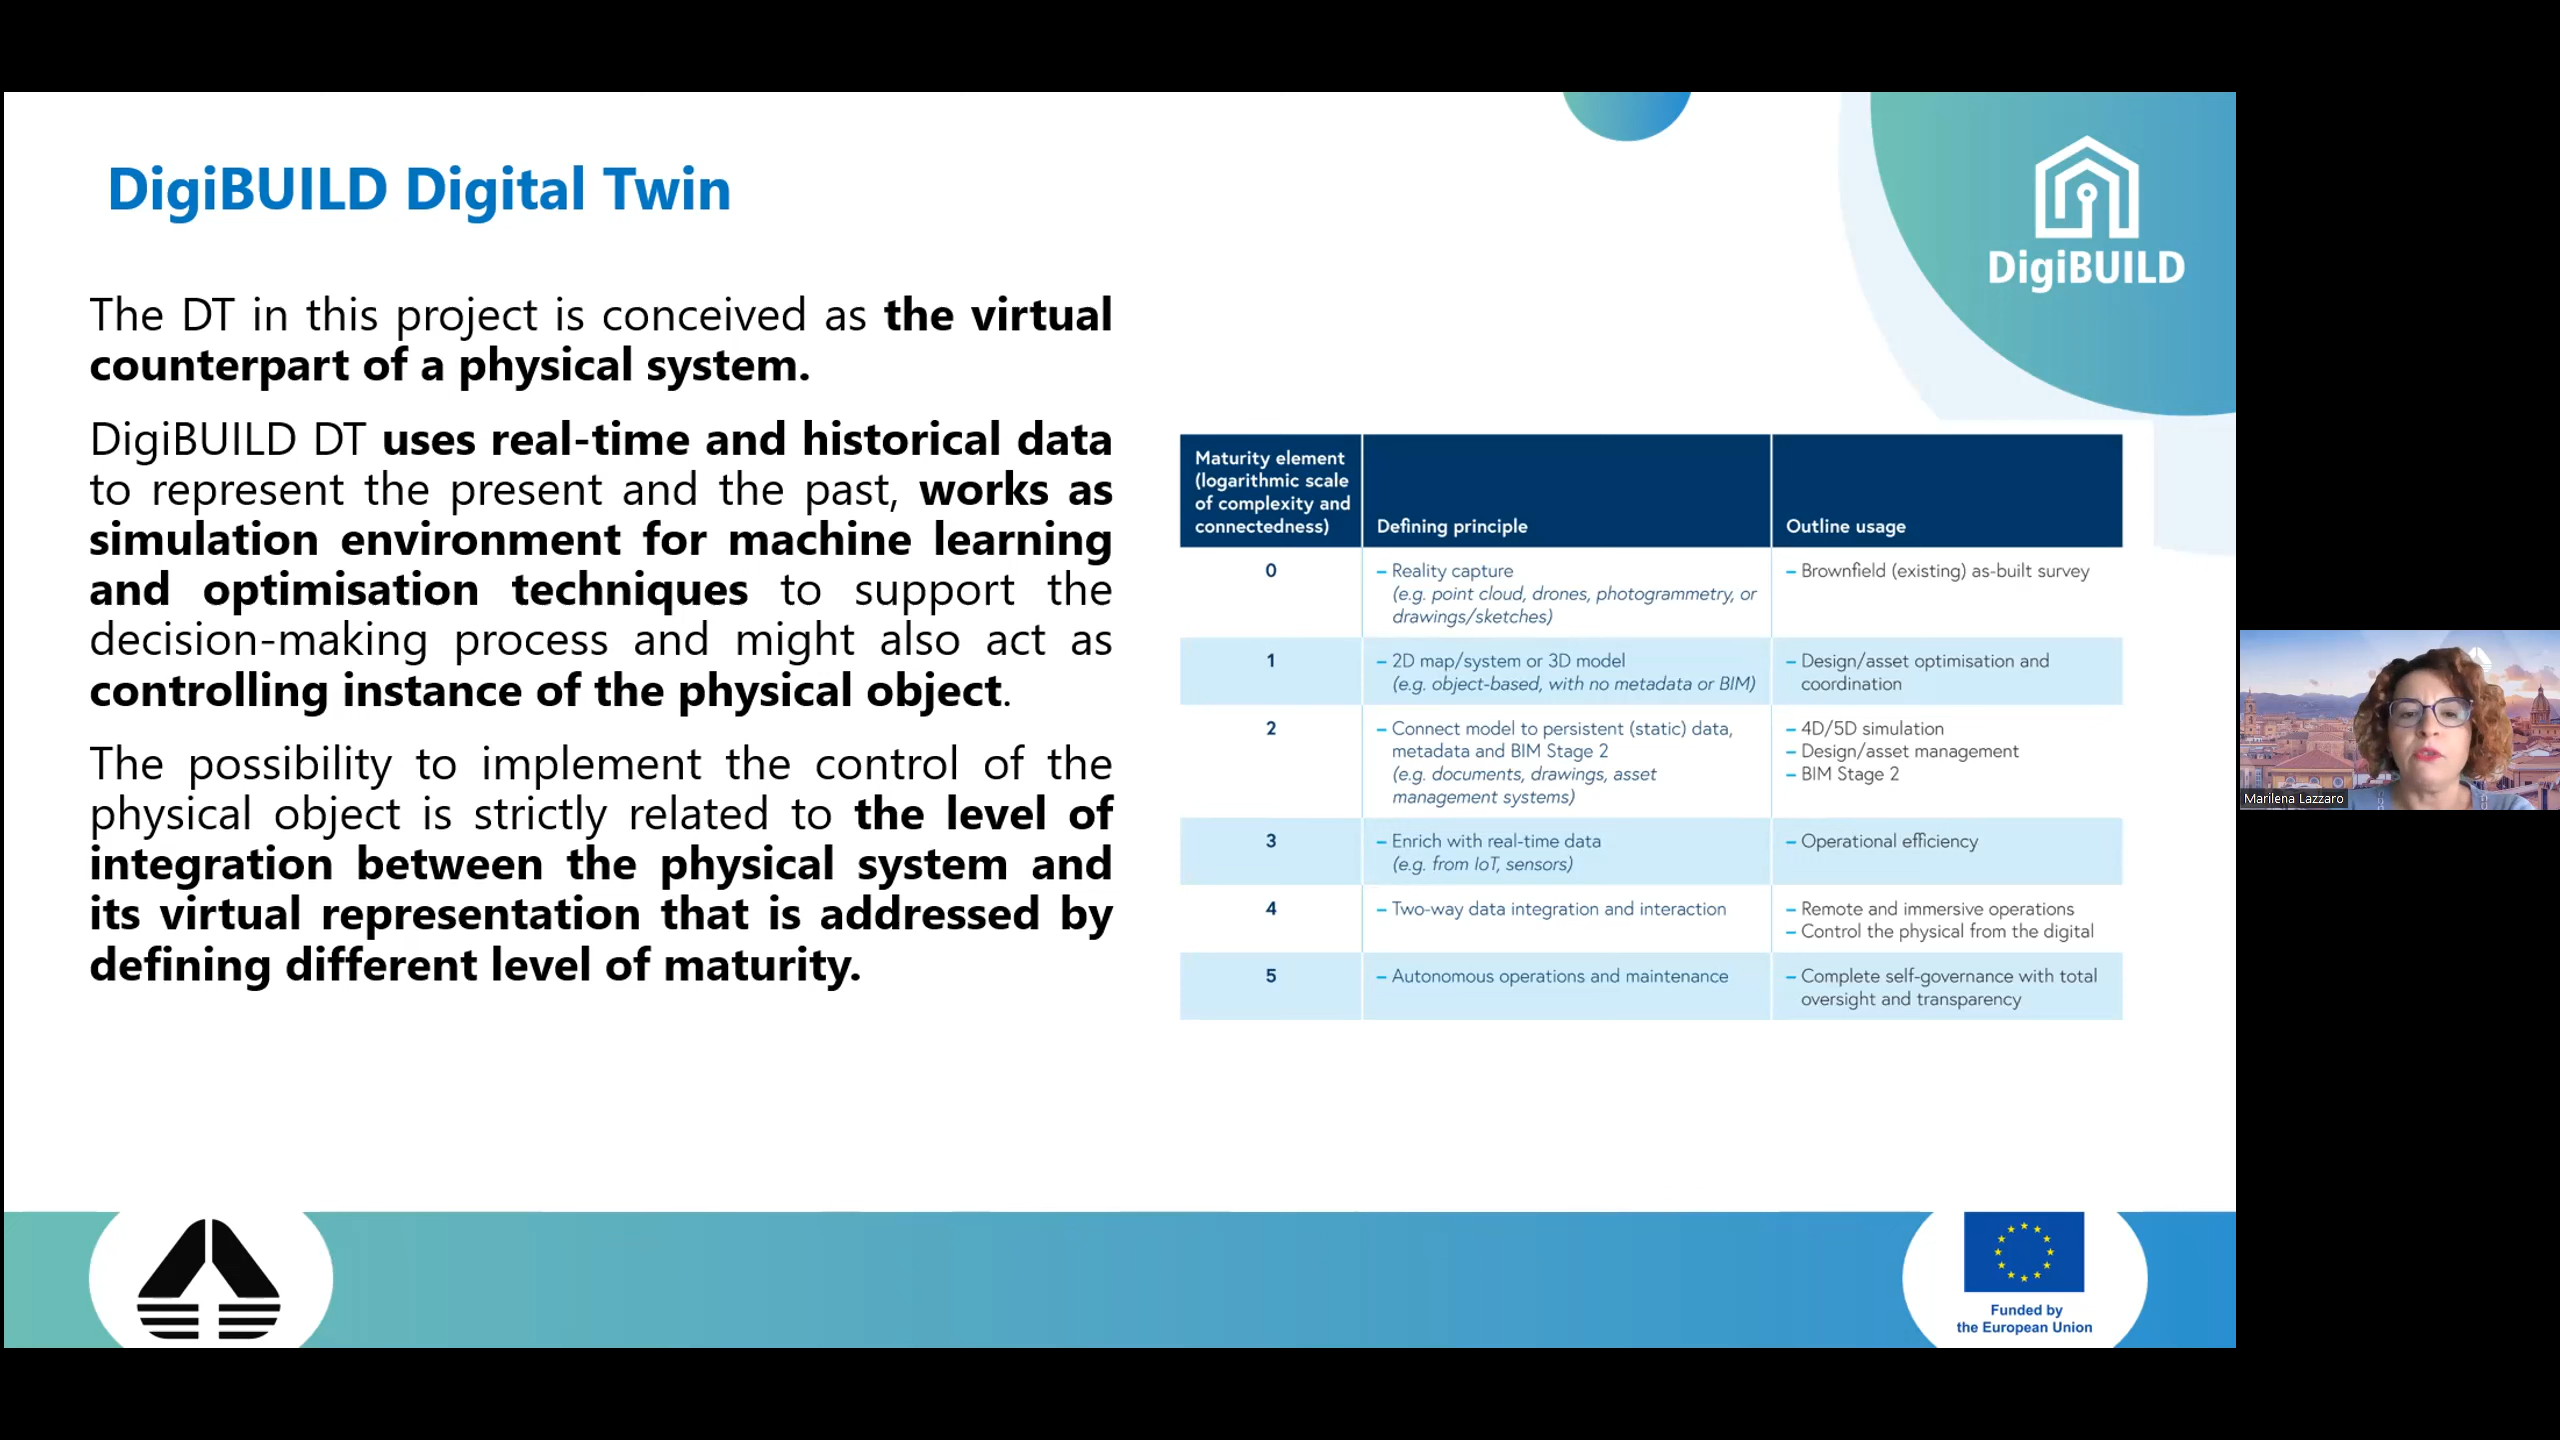 DigiBUILD Digital Twin
DigiBUILD
The DT in this project is conceived as the virtual
counterpart of a physical system.
DigiBUILD DT uses real-time and historical data
to represent the present and the past, works as
simulation environment for machine learning
and optimisation techniques to support the
decision-making process and might also act as
controlling instance of the physical object.
The possibility to implement the control of the
physical object is strictly related to the level of
integration between the physical system and
its virtual representation that is addressed by
defining different level of maturity.
Maturity element
(logarithmic scale
of complexity and
connectedness)
Defining principle
Outline usage
0
– Reality capture
(e.g. point cloud, drones, photogrammetry, or
drawings/sketches)
– Brownfield (existing) as-built survey
1
– 2D map/system or 3D model
(e.g. object-based, with no metadata or BIM)
– Design/asset optimisation and
coordination
2
– Connect model to persistent (static) data,
metadata and BIM Stage 2
(e.g. documents, drawings, asset
management systems)
– 4D/5D simulation
– Design/asset management
– BIM Stage 2
3
– Enrich with real-time data
(e.g. from IoT, sensors)
– Operational efficiency
4
– Two-way data integration and interaction
– Remote and immersive operations
– Control the physical from the digital
5
– Autonomous operations and maintenance
– Complete self-governance with total
oversight and transparency
Marilena Lazzaro
Funded by
the European Union